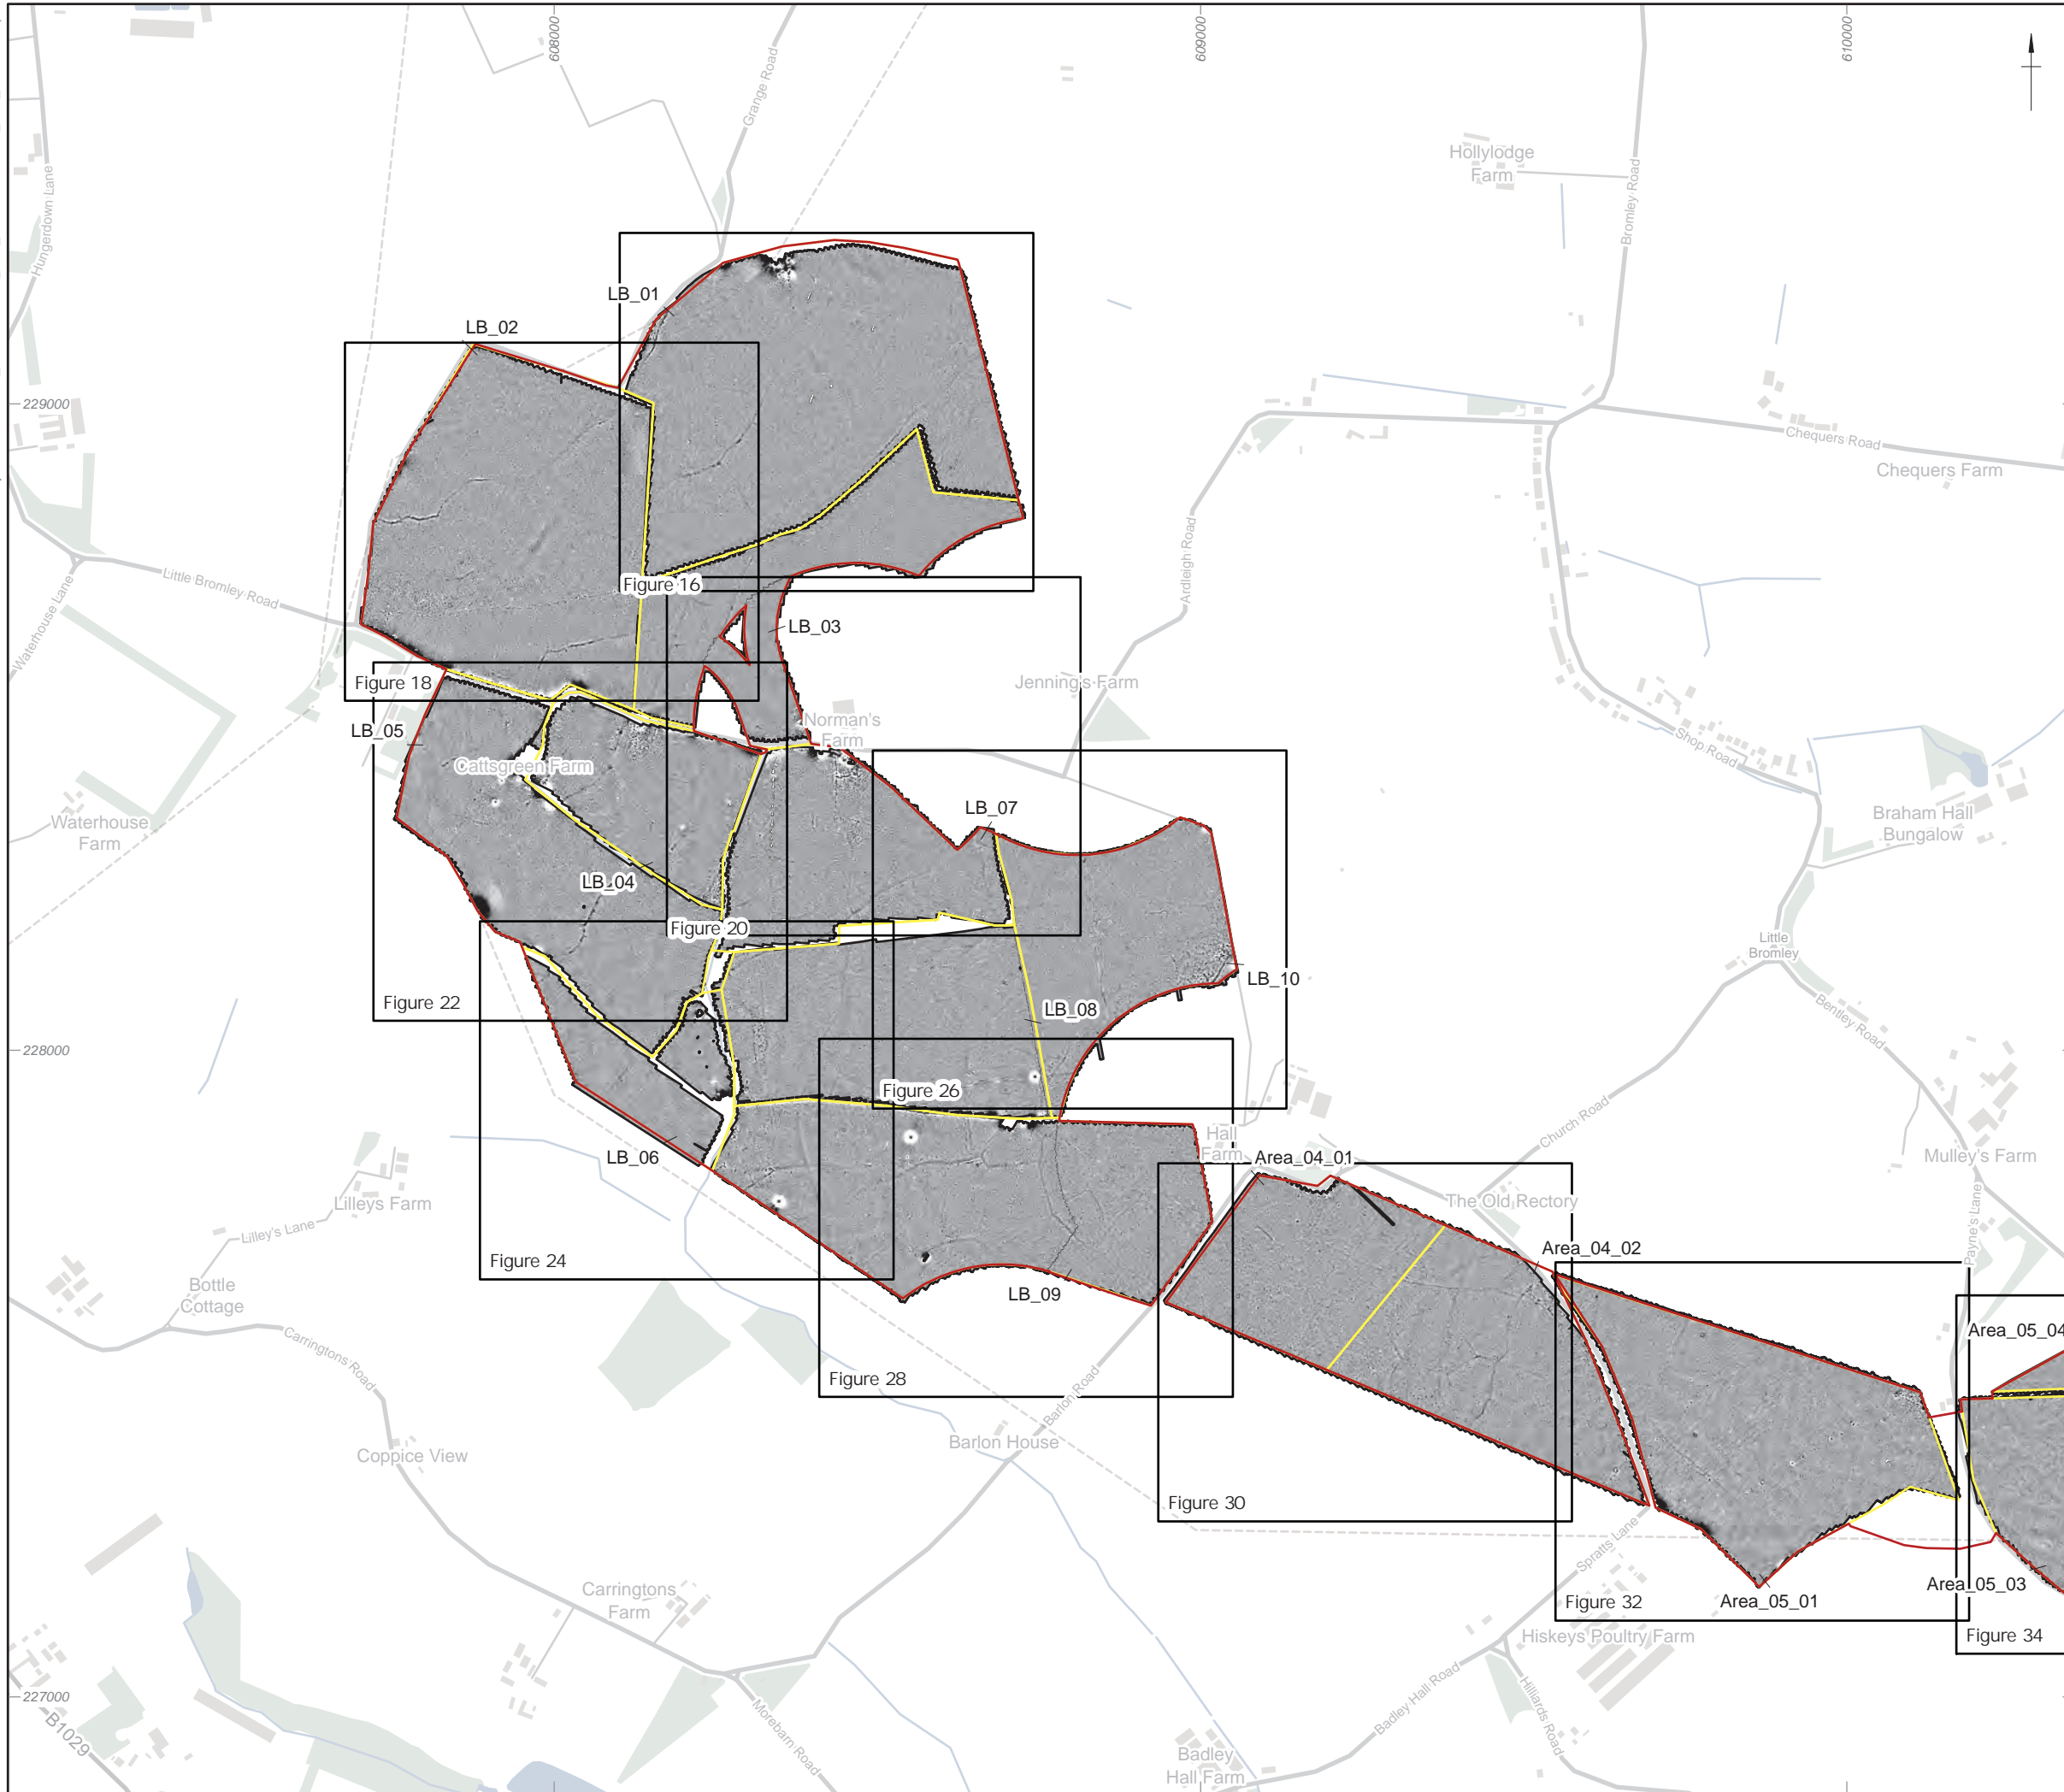 608000
609000
610000
Grange Road
Hungerdown Lane
Hollylodge
Farm
Bromley Road
LB_01
LB_02
229000
Chequers Road
Chequers Farm
Ardleigh Road
Little Bromley Road
Waterhouse Lane
Figure 16
LB_03
Figure 18
Jenning's Farm
LB_05
Norman's
Farm
Shop Road
Cattsgreen Farm
Waterhouse
Farm
LB_07
Braham Hall
Bungalow
LB_04
Figure 20
Little
Bromley
LB_10
Figure 22
LB_08
Bentley Road
228000
Figure 26
Church Road
Hall
Farm
LB_06
Area_04_01
Mulley's Farm
Lilleys Farm
The Old Rectory
Payne's Lane
Lilley's Lane
Figure 24
Area_04_02
Bottle
Cottage
LB_09
Area_05_04
Carringtons Road
Figure 28
Barlon Road
Coppice View
Barlon House
Figure 30
Spratts Lane
Carringtons
Farm
Area_05_03
Figure 32
Area_05_01
Hiskeys Poultry Farm
Figure 34
227000
B1029
Morebarn Road
Badley Hall Road
Hilliards Road
Badley
Hall Farm